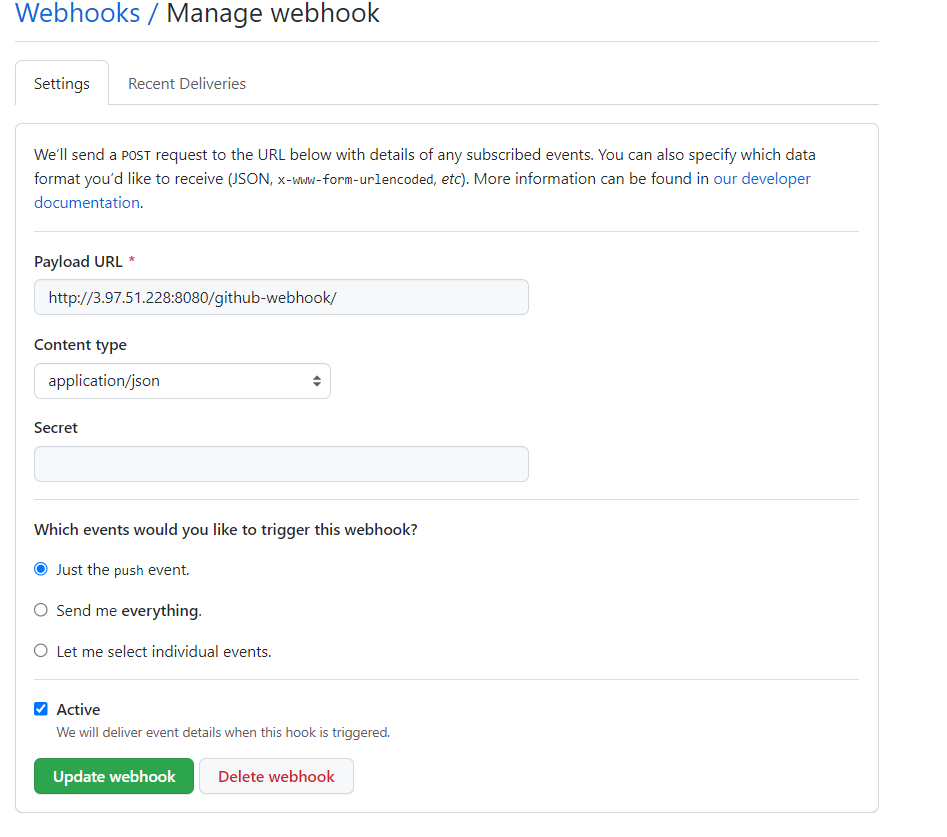 Webhooks / Manage webhook
Settings
Recent Deliveries
We’ll send a POST request to the URL below with details of any subscribed events. You can also specify which data
format you’d like to receive (JSON, x-www-form-urlencoded, etc). More information can be found in our developer
documentation.
Payload URL *
http://3.97.51.228:8080/github-webhook/
Content type
application/json
Secret
Which events would you like to trigger this webhook?
Just the push event.
Send me everything.
Let me select individual events.
Active
We will deliver event details when this hook is triggered.
Update webhook
Delete webhook